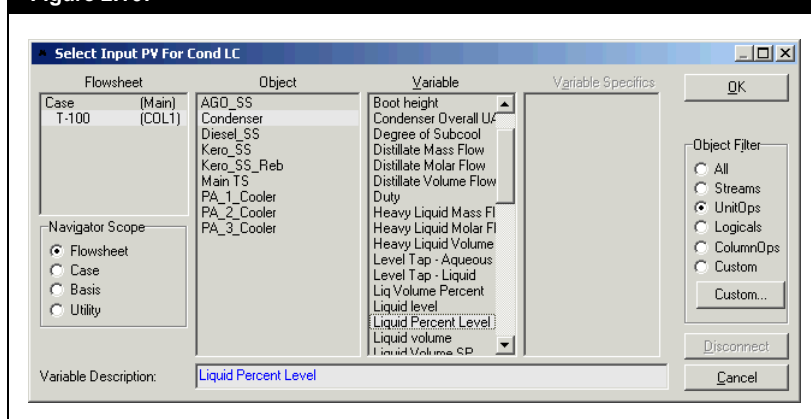 Select Input PV For Cond LC
Flowsheet
Object
Variable
Variable Specifics
Case (Main)
T-100 (COL1)
AGO_SS
Condenser
Diesel_SS
Kero_SS
Kero_SS_Reb
Main TS
PA_1_Cooler
PA_2_Cooler
PA_3_Cooler
Boot height
Condenser Overall UA
Degree of Subcool
Distillate Mass Flow
Distillate Molar Flow
Distillate Volume Flow
Duty
Heavy Liquid Mass Fl
Heavy Liquid Molar Fl
Heavy Liquid Volume
Level Tap - Aqueous
Level Tap - Liquid
Liq Volume Percent
Liquid level
Liquid Percent Level
Liquid volume
Liquid Volume SP
Navigator Scope
Flowsheet
Case
Basis
Utility
OK
Object Filter
All
Streams
UnitOps
Logicals
ColumnOps
Custom
Custom...
Disconnect
Cancel
Variable Description:
Liquid Percent Level